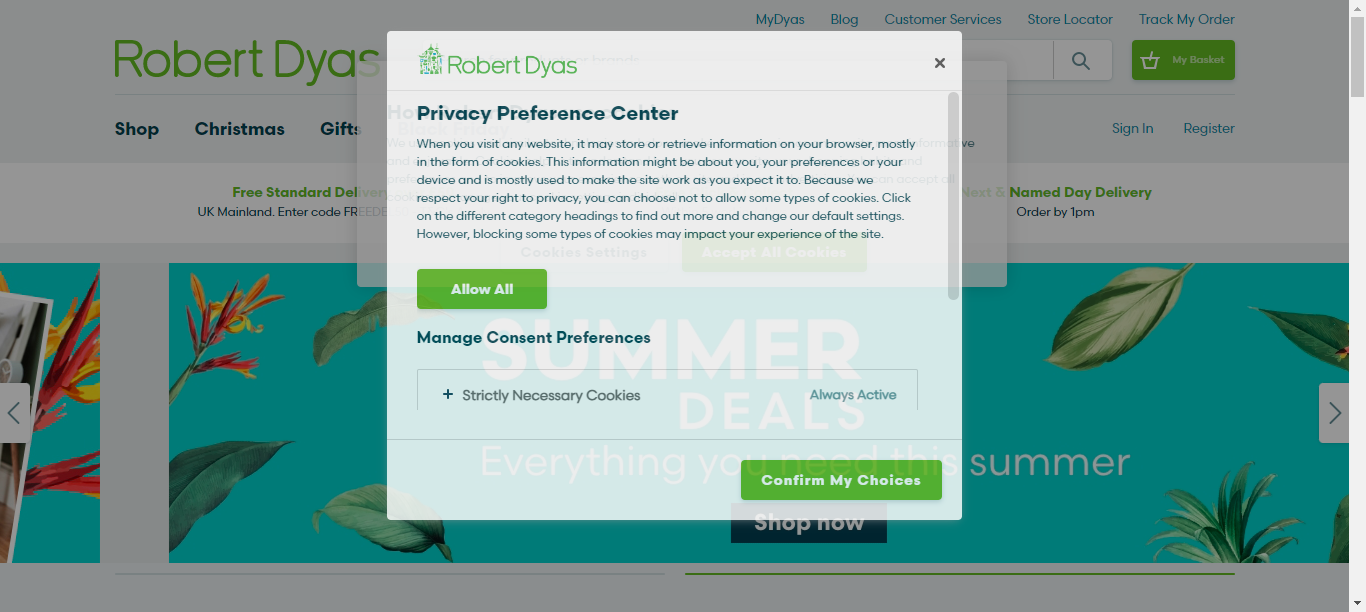 MyDyas Blog Customer Services Store Locator Track My Order
Robert Dyas
My Basket
Shop Christmas Gifts
Sign In Register
Free Standard Delivery
UK Mainland. Enter code FREEDE
Next & Named Day Delivery
Order by 1pm
Robert Dyas
Privacy Preference Center
When you visit any website, it may store or retrieve information on your browser, mostly
in the form of cookies. This information might be about you, your preferences or your
device and is mostly used to make the site work as you expect it to. Because we
respect your right to privacy, you can choose not to allow some types of cookies. Click
on the different category headings to find out more and change our default settings.
However, blocking some types of cookies may impact your experience of the site.
Cookies Settings Accept All Cookies
Allow All
Manage Consent Preferences
Strictly Necessary Cookies Always Active
SUMMER
DEALS
Everything you need this summer
Confirm My Choices
Shop now